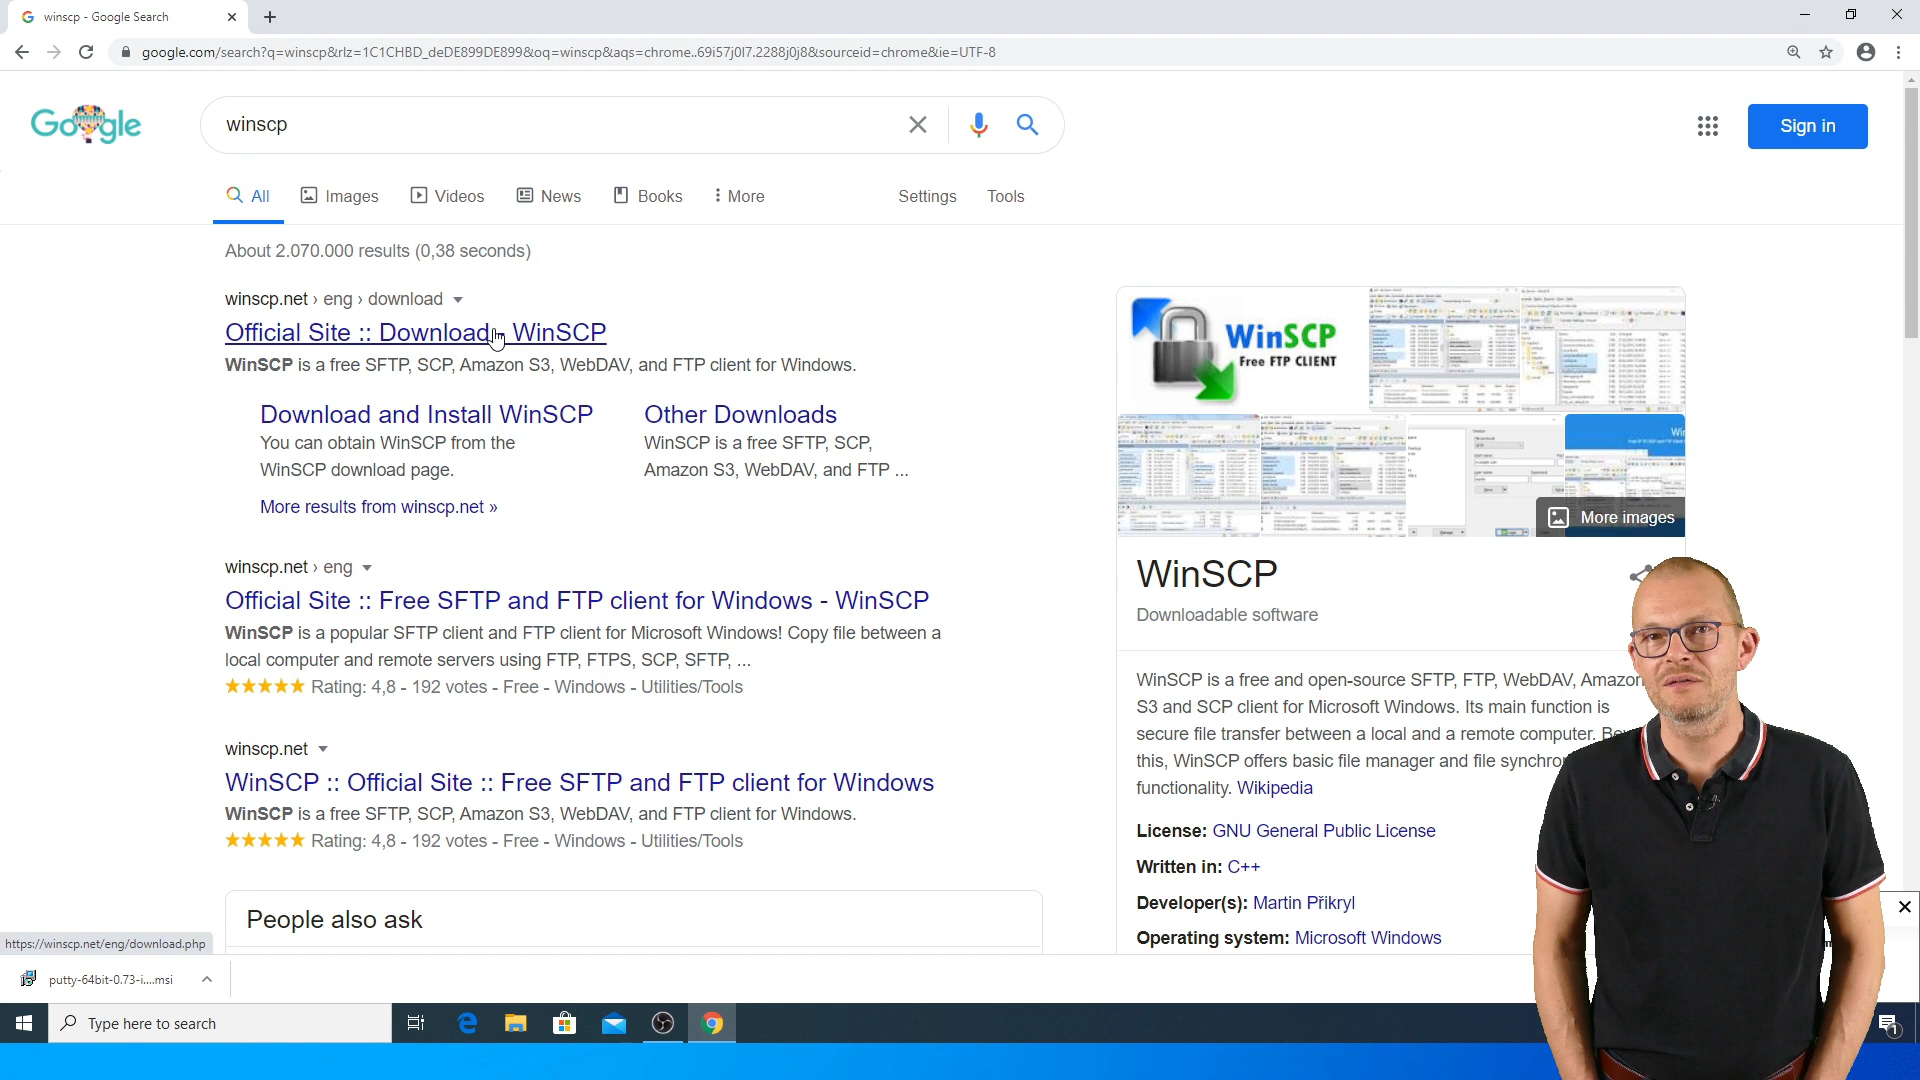 winscp - Google Search
google.com/search?q=winscp&rlz=1C1CHBD_deDE899DE899&oq=winscp&aqs=chrome..69i57j0l7.2288j0j8&sourceid=chrome&ie=UTF-8
Google
winscp
Sign in
All
Images
Videos
News
Books
More
Settings
Tools
About 2.070.000 results (0,38 seconds)
winscp.net › eng › download
Official Site :: Download WinSCP
WinSCP is a free SFTP, SCP, Amazon S3, WebDAV, and FTP client for Windows.
Download and Install WinSCP
You can obtain WinSCP from the
WinSCP download page.
Other Downloads
WinSCP is a free SFTP, SCP,
Amazon S3, WebDAV, and FTP ...
More results from winscp.net »
winscp.net › eng
Official Site :: Free SFTP and FTP client for Windows - WinSCP
WinSCP is a popular SFTP client and FTP client for Microsoft Windows! Copy file between a
local computer and remote servers using FTP, FTPS, SCP, SFTP, ...
Rating: 4,8 - 192 votes - Free - Windows - Utilities/Tools
winscp.net
WinSCP :: Official Site :: Free SFTP and FTP client for Windows
WinSCP is a free SFTP, SCP, Amazon S3, WebDAV, and FTP client for Windows.
Rating: 4,8 - 192 votes - Free - Windows - Utilities/Tools
People also ask
WinSCP
Free FTP CLIENT
More images
WinSCP
Downloadable software
WinSCP is a free and open-source SFTP, FTP, WebDAV, Amazon
S3 and SCP client for Microsoft Windows. Its main function is
secure file transfer between a local and a remote computer.
this, WinSCP offers basic file manager and file
functionality. Wikipedia
License: GNU General Public License
Written in: C++
Developer(s): Martin Přikryl
Operating system: Microsoft Windows
https://winscp.net/eng/download.php
putty-64bit-0.73-i....msi
Type here to search
1